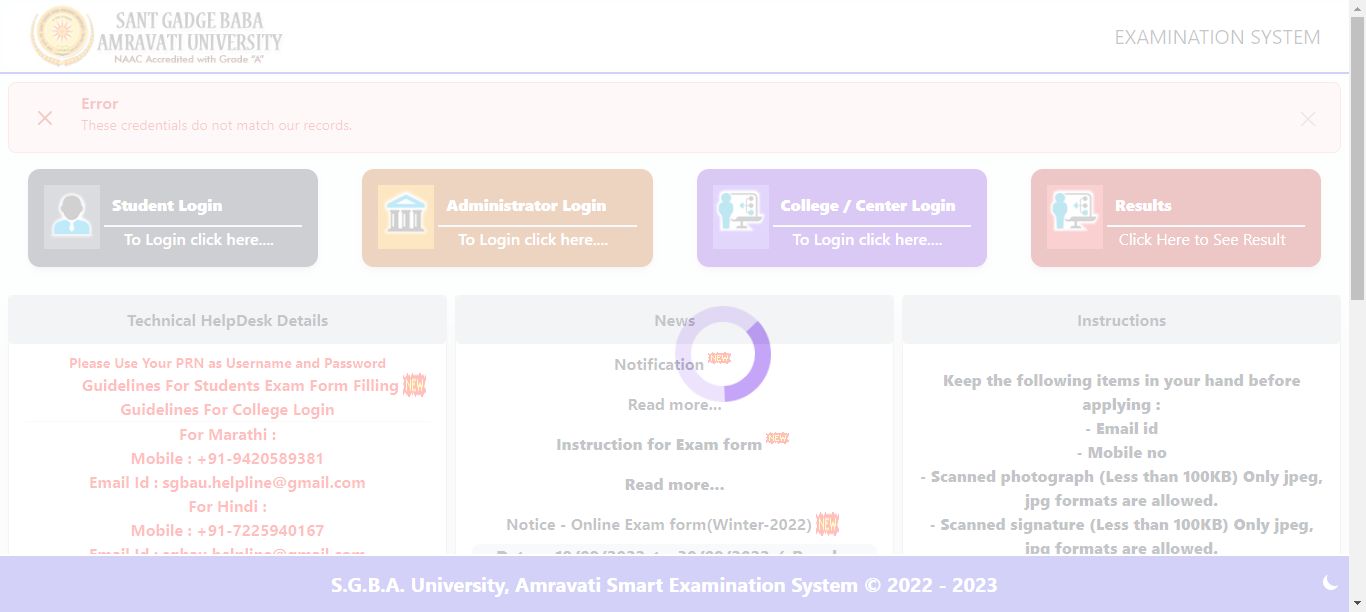 SANT GADGE BABA
AMRAVATI UNIVERSITY
NAAC Accredited with Grade "A"
EXAMINATION SYSTEM
Error
These credentials do not match our records.
Student Login
To Login click here....
Administrator Login
To Login click here....
College / Center Login
To Login click here....
Results
Click Here to See Result
Technical HelpDesk Details
Please Use Your PRN as Username and Password
Guidelines For Students Exam Form Filling NEW
Guidelines For College Login
For Marathi :
Mobile : +91-9420589381
Email Id : sgbau.helpline@gmail.com
For Hindi :
Mobile : +91-7225940167
Email Id : sgbau.helpline@gmail.com
News
Notification NEW
Read more...
Instruction for Exam form NEW
Read more...
Notice - Online Exam form(Winter-2022) NEW
Instructions
Keep the following items in your hand before
applying :
- Email id
- Mobile no
- Scanned photograph (Less than 100KB) Only jpeg,
jpg formats are allowed.
- Scanned signature (Less than 100KB) Only jpeg,
jpg formats are allowed.
S.G.B.A. University, Amravati Smart Examination System © 2022 - 2023